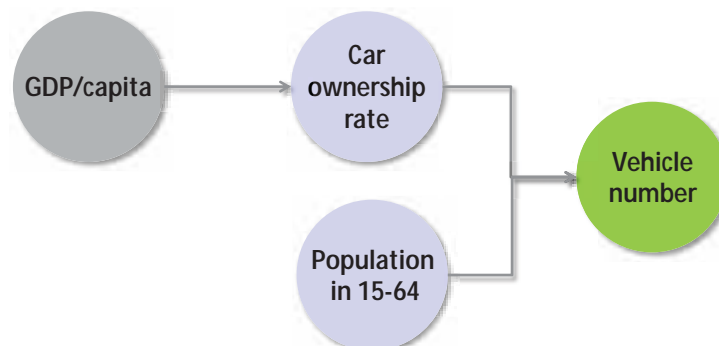 GDP/capita
Car
ownership
rate
Vehicle
number
Population
in 15-64